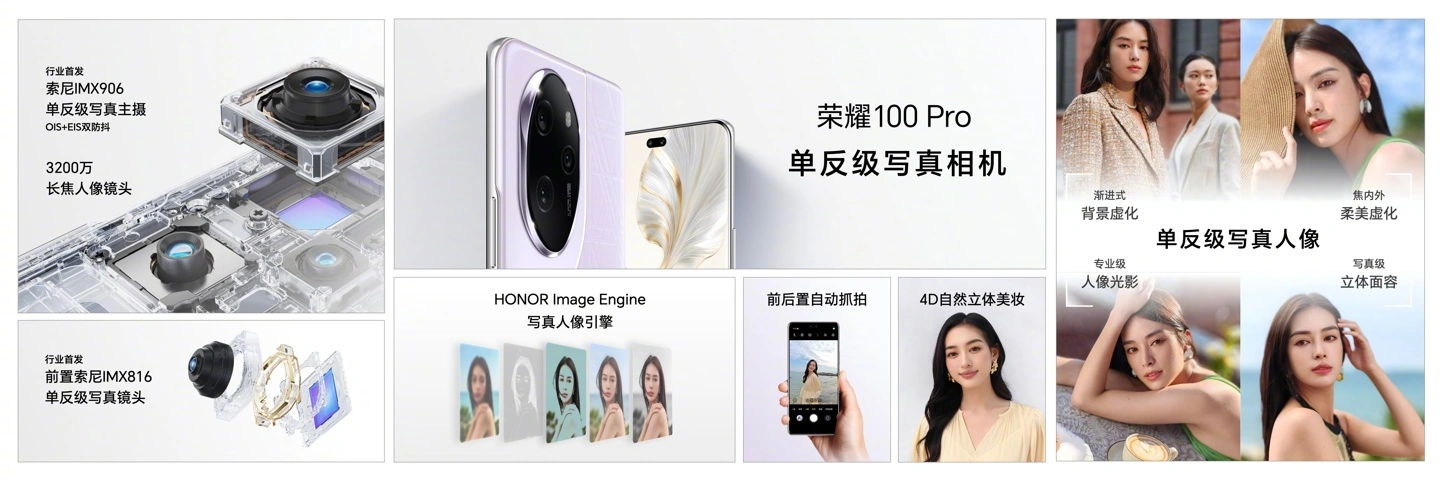 行业首发
索尼IMX906
单反级写真主摄
OIS+EIS双防抖
3200万
长焦人像镜头
行业首发
前置索尼IMX816
单反级写真镜头
荣耀100 Pro
单反级写真相机
HONOR Image Engine
写真人像引擎
前后置自动抓拍
4D自然立体美妆
渐进式
背景虚化
焦内外
柔美虚化
单反级写真人像
专业级
人像光影
写真级
立体面容